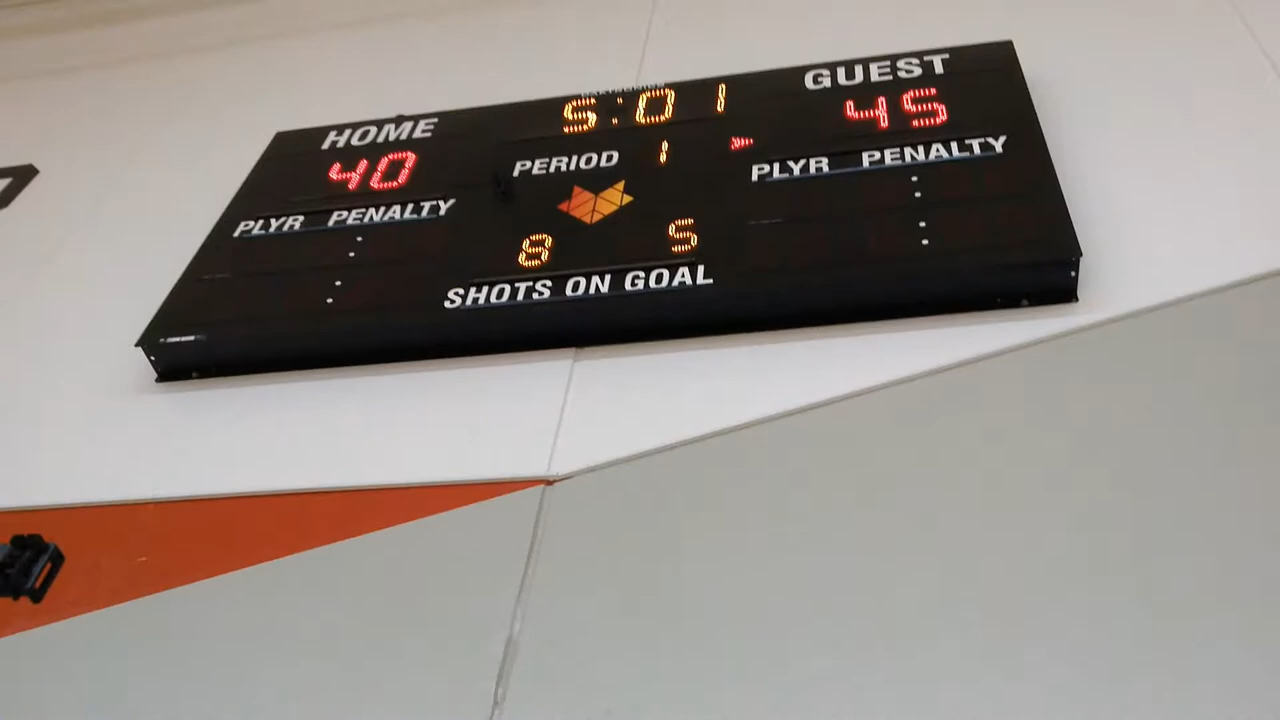 HOME
5:01
GUEST
40
PERIOD 1
45
PLYR PENALTY
PLYR PENALTY
8 5
SHOTS ON GOAL